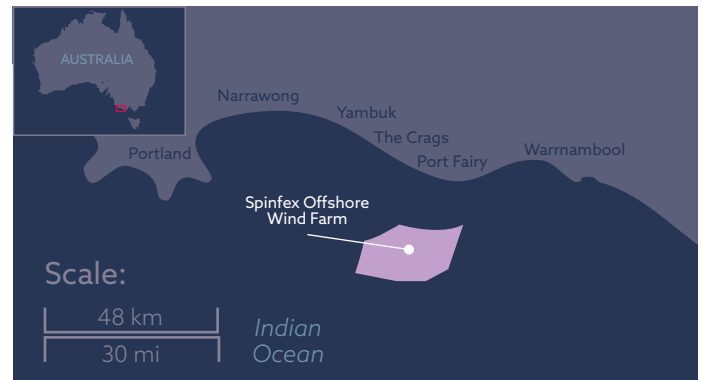 AUSTRALIA
Narrawong
Yambuk
The Crags
Portland
Port Fairy
Warrnambool
Spinfex Offshore
Wind Farm
Scale:
48 km
30 mi
Indian
Ocean